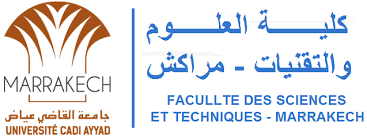 MARRAKECH
جامعة القاضي عياض
UNIVERSITÉ CADI AYYAD
كلية العلوم
والتقنيات - مراكش
FACULLTE DES SCIENCES
ET TECHNIQUES - MARRAKECH